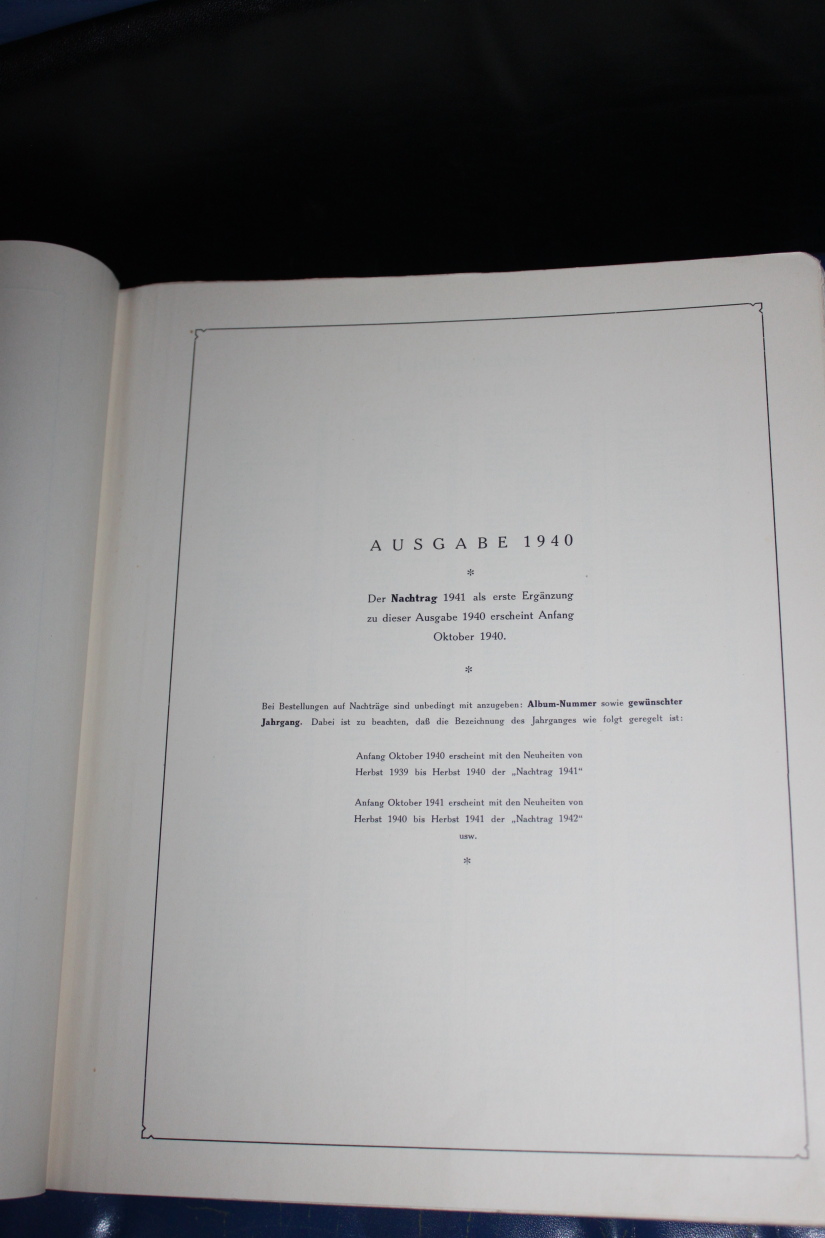 AUSGABE 1940
*
Der Nachtrag 1941 als erste Ergänzung
zu dieser Ausgabe 1940 erscheint Anfang
Oktober 1940.
*
Bei Bestellungen auf Nachträge sind unbedingt mit anzugeben: Album-Nummer sowie gewünschter
Jahrgang. Dabei ist zu beachten, daß die Bezeichnung des Jahrganges wie folgt geregelt ist:
Anfang Oktober 1940 erscheint mit den Neuheiten von
Herbst 1939 bis Herbst 1940 der „Nachtrag 1941“
Anfang Oktober 1941 erscheint mit den Neuheiten von
Herbst 1940 bis Herbst 1941 der „Nachtrag 1942“
usw.
*